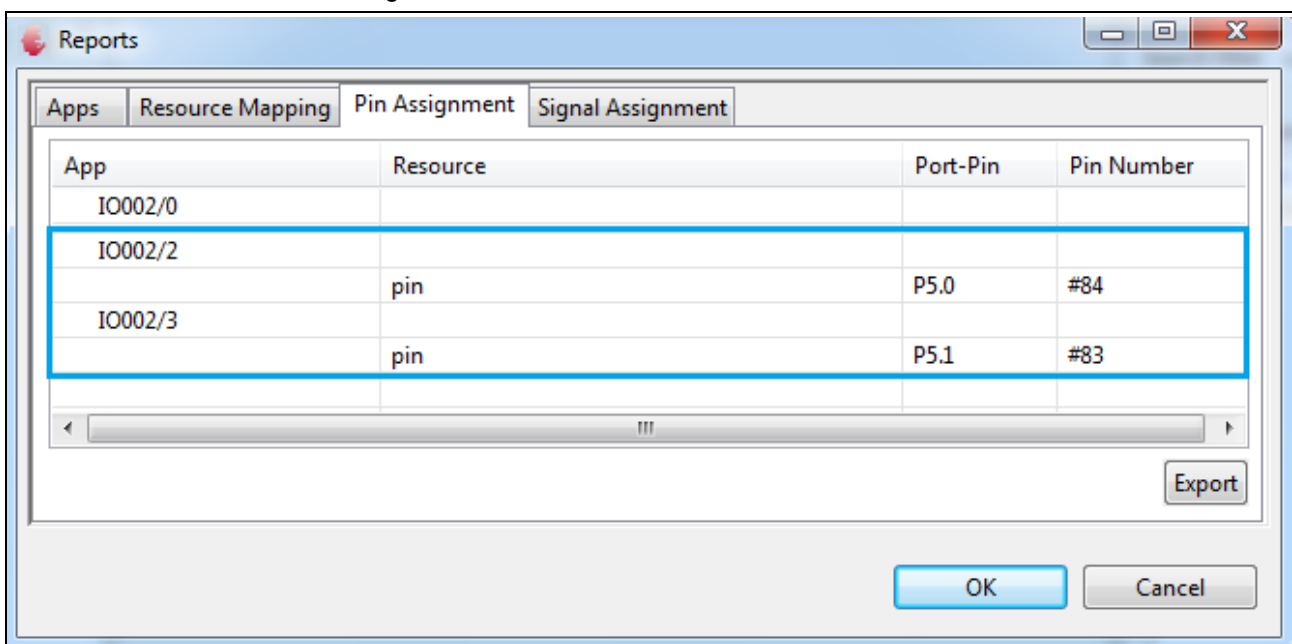 Reports
Apps Resource Mapping Pin Assignment Signal Assignment
App Resource Port-Pin Pin Number
IO002/0
IO002/2
pin P5.0 #84
IO002/3
pin P5.1 #83
Export
OK Cancel